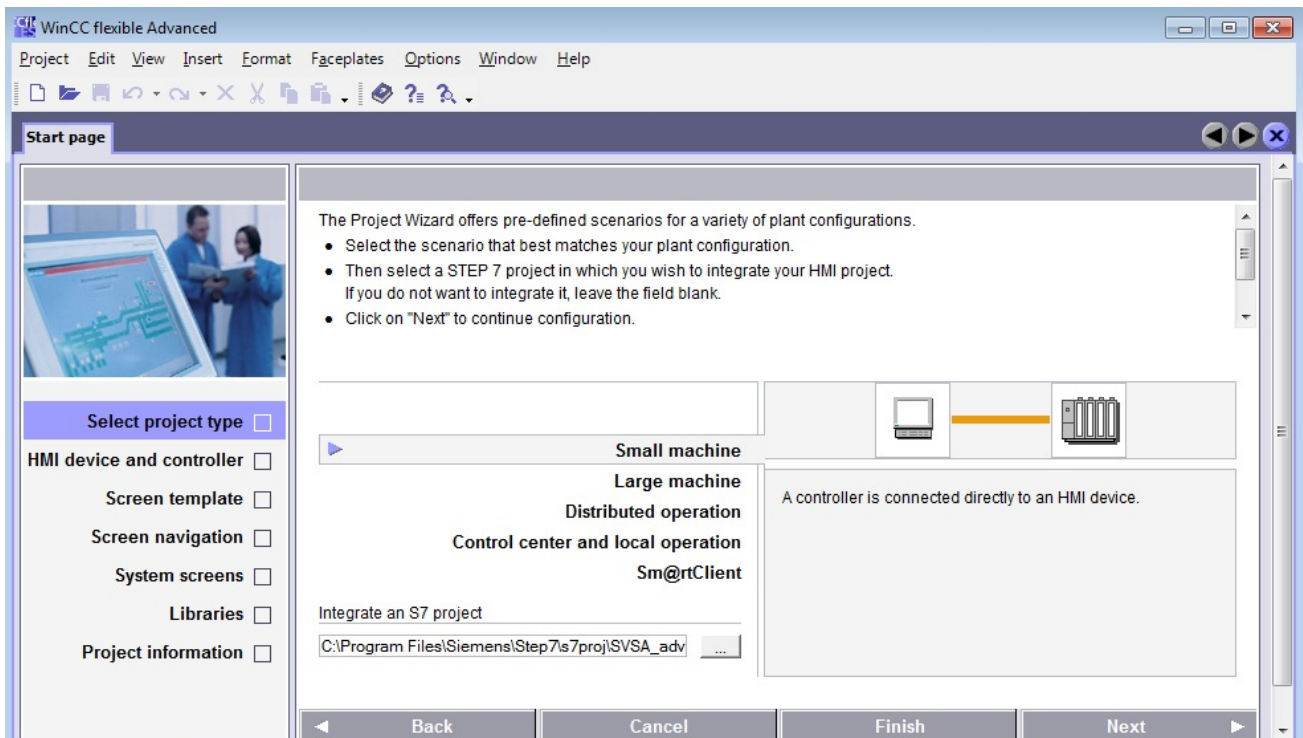 WinCC flexible Advanced
Project Edit View Insert Format Faceplates Options Window Help
Start page
The Project Wizard offers pre-defined scenarios for a variety of plant configurations.
• Select the scenario that best matches your plant configuration.
• Then select a STEP 7 project in which you wish to integrate your HMI project.
If you do not want to integrate it, leave the field blank.
• Click on "Next" to continue configuration.
Select project type
HMI device and controller
Screen template
Screen navigation
System screens
Libraries
Project information
Small machine
Large machine
Distributed operation
Control center and local operation
Sm@rtClient
Integrate an S7 project
C:\Program Files\Siemens\Step7\s7proj\SVSA_adv
...
A controller is connected directly to an HMI device.
Back Cancel Finish Next